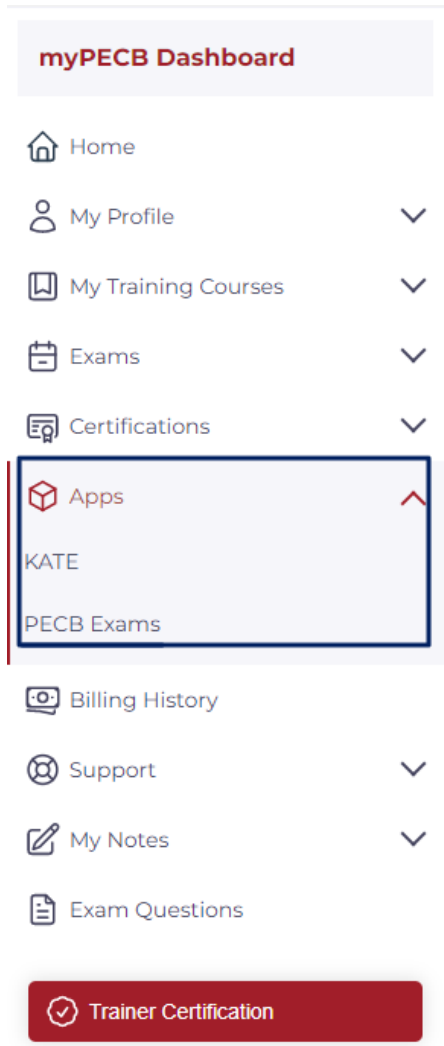 myPECB Dashboard
Home
My Profile
My Training Courses
Exams
Certifications
Apps
KATE
PECB Exams
Billing History
Support
My Notes
Exam Questions
Trainer Certification